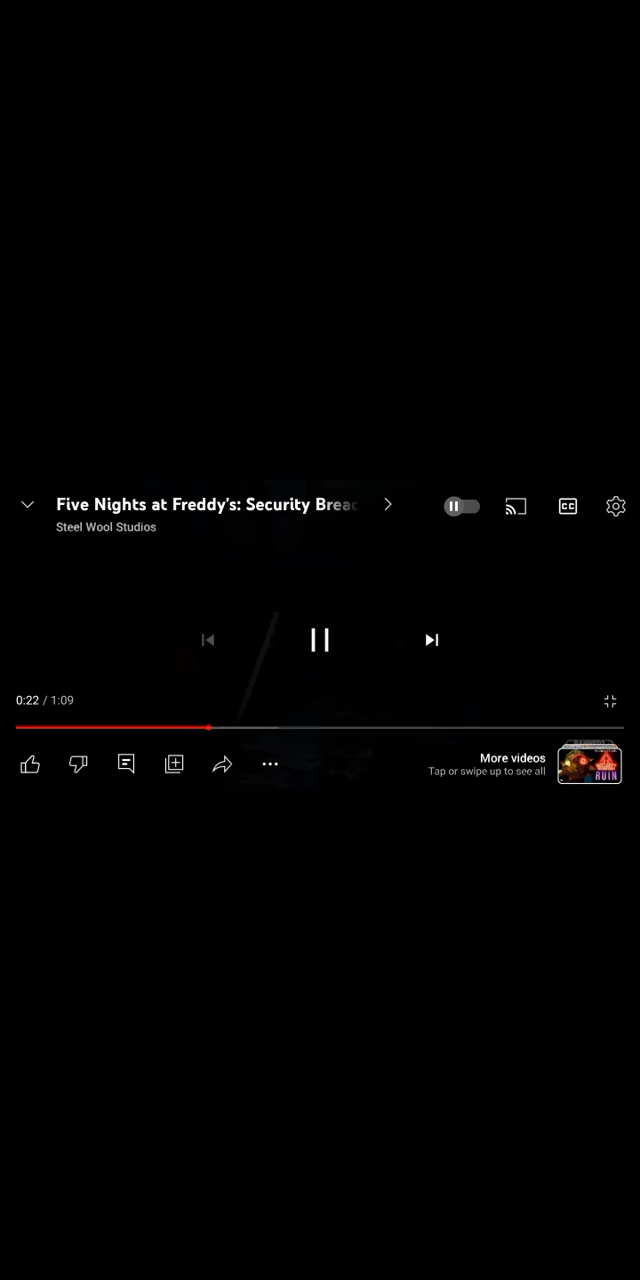 Five Nights at Freddy's: Security Breac
Steel Wool Studios
CC
0:22 / 1:09
More videos
Tap or swipe up to see all
RUIN